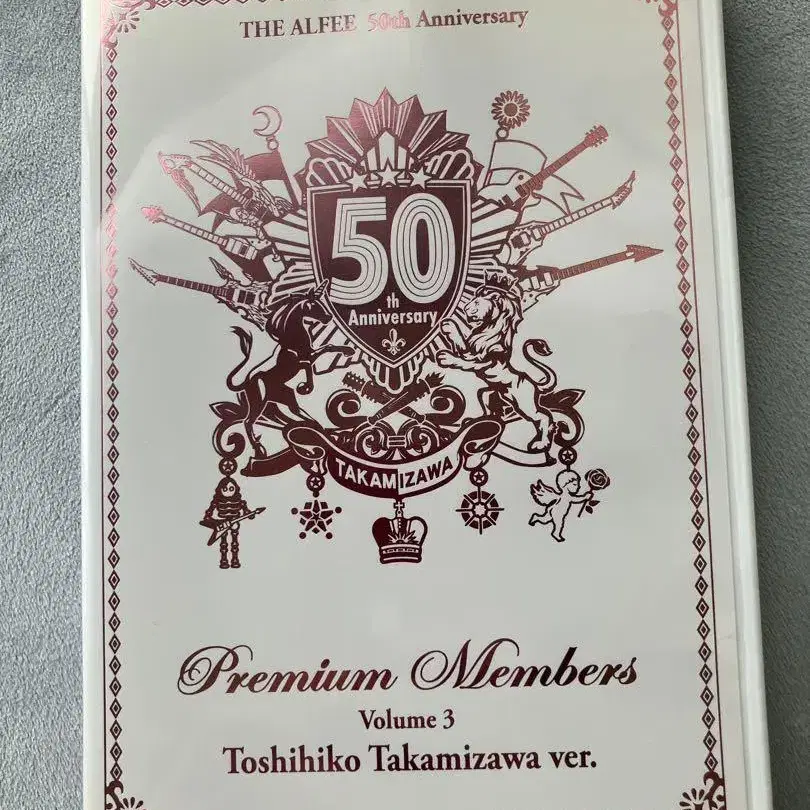 THE ALFEE 50th Anniversary
50
th
Anniversary
TAKAMIZAWA
Premium Members
Volume 3
Toshihiko Takamizawa ver.